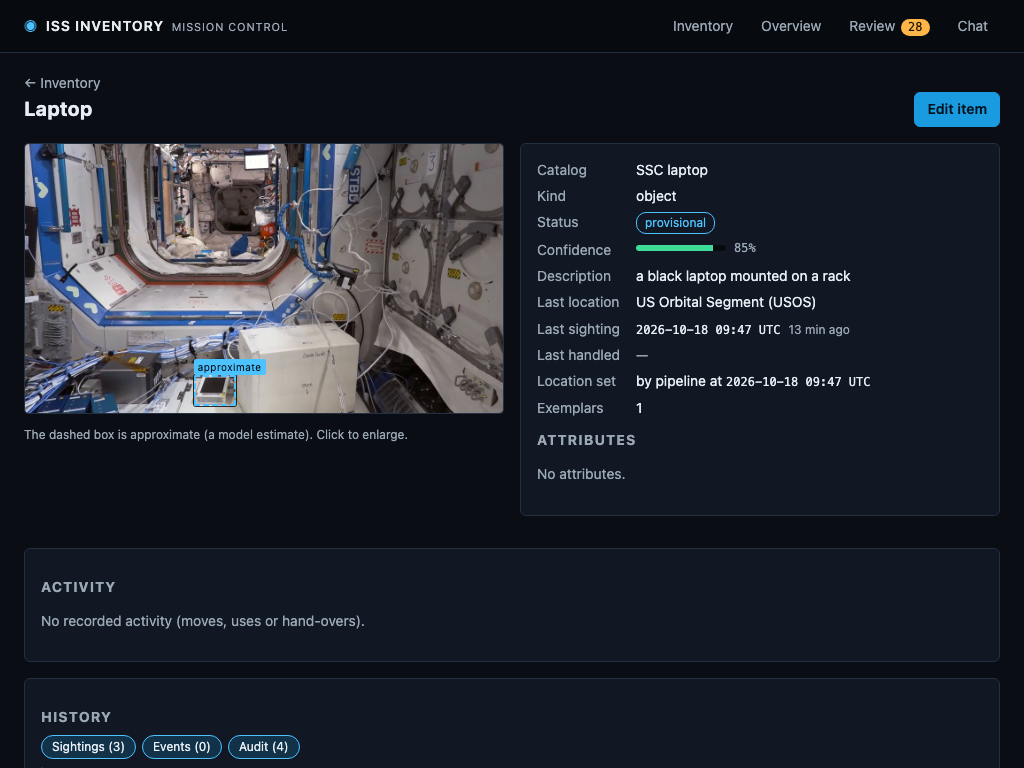 ISS INVENTORY MISSION CONTROL Inventory Overview Review 28 Chat
← Inventory
Laptop
Edit item
approximate
The dashed box is approximate (a model estimate). Click to enlarge.
Catalog SSC laptop
Kind object
Status provisional
Confidence 85%
Description a black laptop mounted on a rack
Last location US Orbital Segment (USOS)
Last sighting 2026-10-18 09:47 UTC 13 min ago
Last handled —
Location set by pipeline at 2026-10-18 09:47 UTC
Exemplars 1
ATTRIBUTES
No attributes.
ACTIVITY
No recorded activity (moves, uses or hand-overs).
HISTORY
Sightings (3) Events (0) Audit (4)